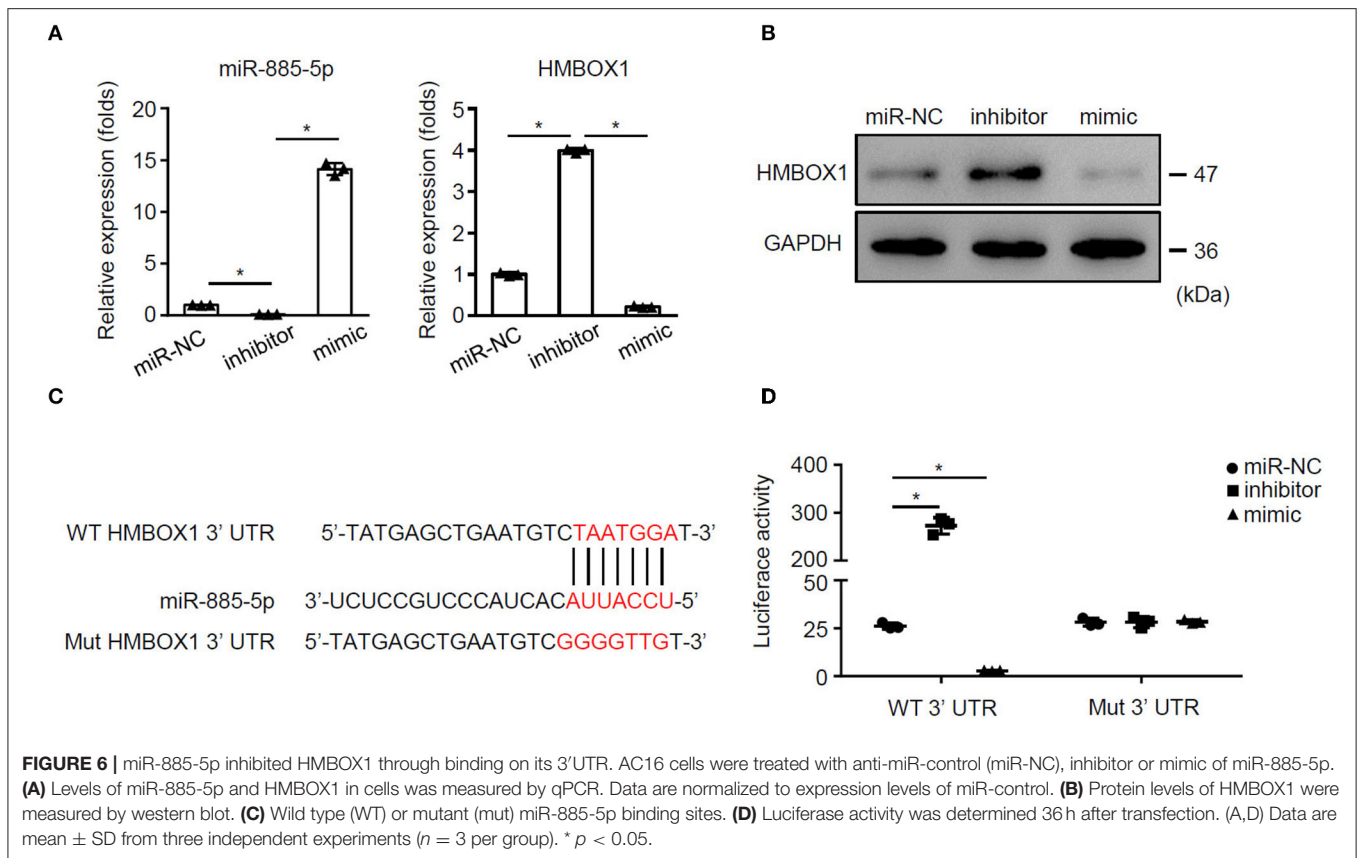 A
miR-885-5p
Relative expression (folds)
20
15
10
5
0
*
*
miR-NC
inhibitor
mimic
HMBOX1
Relative expression (folds)
5
4
3
2
1
0
*
*
miR-NC
inhibitor
mimic
B
miR-NC inhibitor mimic
HMBOX1
47
GAPDH
36
(kDa)
C
WT HMBOX1 3' UTR 5'-TATGAGCTGAATGTCTAATGGAT-3'
miR-885-5p 3'-UCUCCGUCCCAUCACAUUACCU-5'
Mut HMBOX1 3' UTR 5'-TATGAGCTGAATGTCGGGGTTGT-3'
D
Luciferace activity
400
300
200
50
25
0
*
*
miR-NC
inhibitor
mimic
WT 3' UTR
Mut 3' UTR
FIGURE 6 | miR-885-5p inhibited HMBOX1 through binding on its 3′UTR. AC16 cells were treated with anti-miR-control (miR-NC), inhibitor or mimic of miR-885-5p.
(A) Levels of miR-885-5p and HMBOX1 in cells was measured by qPCR. Data are normalized to expression levels of miR-control. (B) Protein levels of HMBOX1 were
measured by western blot. (C) Wild type (WT) or mutant (mut) miR-885-5p binding sites. (D) Luciferase activity was determined 36 h after transfection. (A,D) Data are
mean ± SD from three independent experiments (n = 3 per group). * p < 0.05.